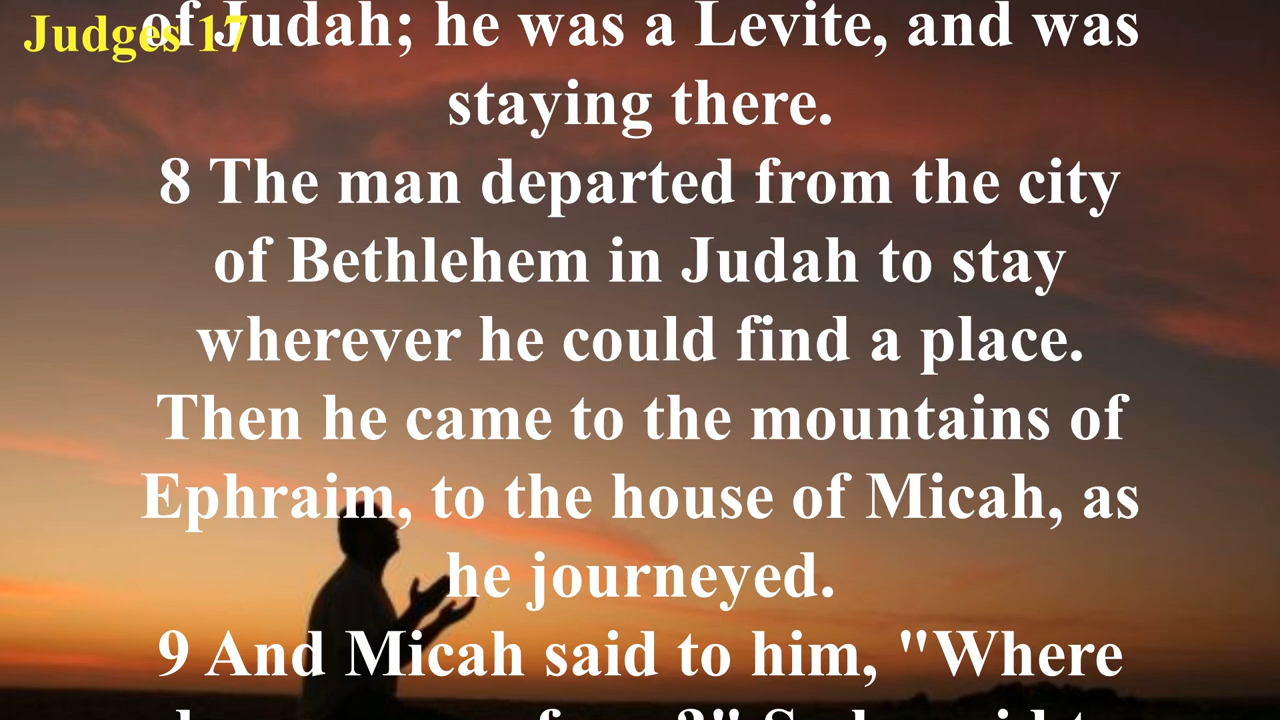 Judges 17
of Judah; he was a Levite, and was
staying there.
8 The man departed from the city
of Bethlehem in Judah to stay
wherever he could find a place.
Then he came to the mountains of
Ephraim, to the house of Micah, as
he journeyed.
9 And Micah said to him, "Where